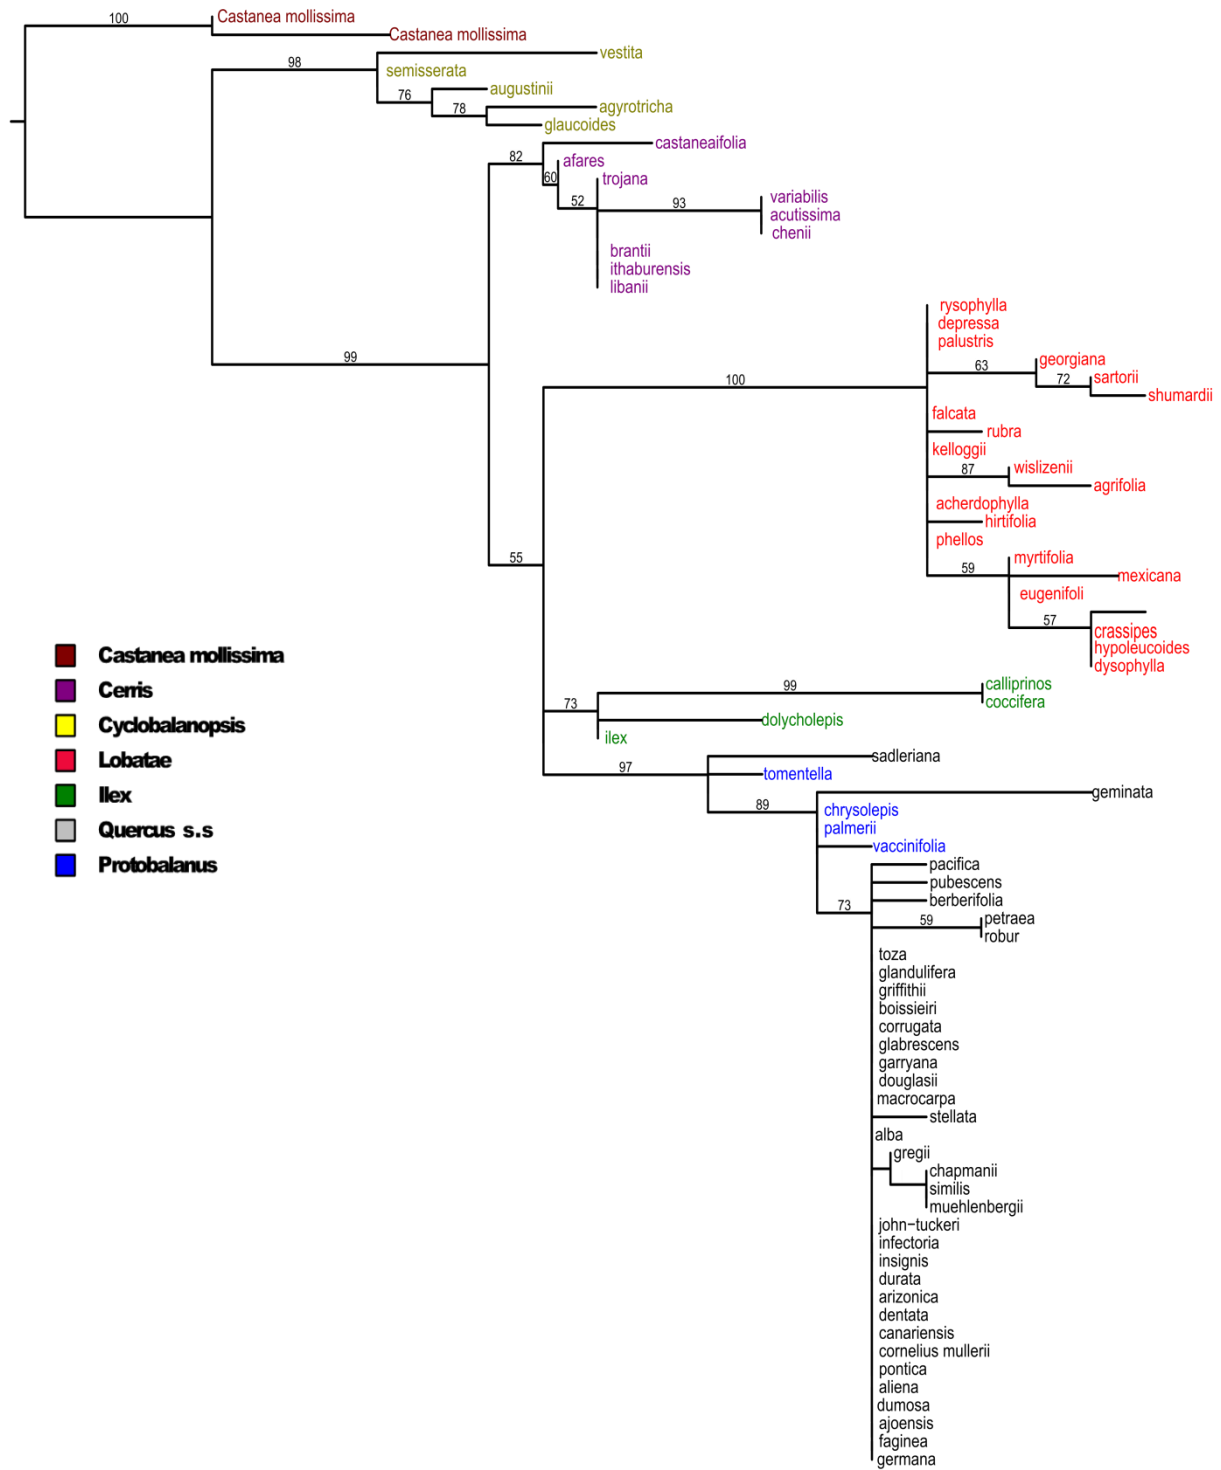 100
Castanea mollissima
Castanea mollissima
vestita
98
semisserata
76
augustinii
78
agyrotricha
glaucoides
castaneaifolia
82
afares
60
trojana
52
93
variabilis
acutissima
chenii
brantii
ithaburensis
libanii
rysophylla
depressa
palustris
99
georgiana
63
sartorii
72
100
shumardii
falcata
rubra
kelloggii
wislizenii
87
agrifolia
acherdophylla
hirtifolia
phellos
myrtifolia
55
59
mexicana
eugenifoli
57
crassipes
hypoleucoides
dysophylla
calliprinos
99
coccifera
73
dolycholepis
ilex
sadleriana
97
tomentella
geminata
89
chrysolepis
palmerii
vaccinifolia
pacifica
pubescens
berberifolia
73
petraea
59
robur
toza
glandulifera
griffithii
boissieiri
corrugata
glabrescens
garryana
douglasii
macrocarpa
stellata
alba
gregii
chapmanii
similis
muehlenbergii
john-tuckeri
infectoria
insignis
durata
arizonica
dentata
canariensis
cornelius mullerii
pontica
aliena
dumosa
ajoensis
faginea
germana
Castanea mollissima
Cerris
Cyclobalanopsis
Lobatae
Ilex
Quercus s.s
Protobalanus